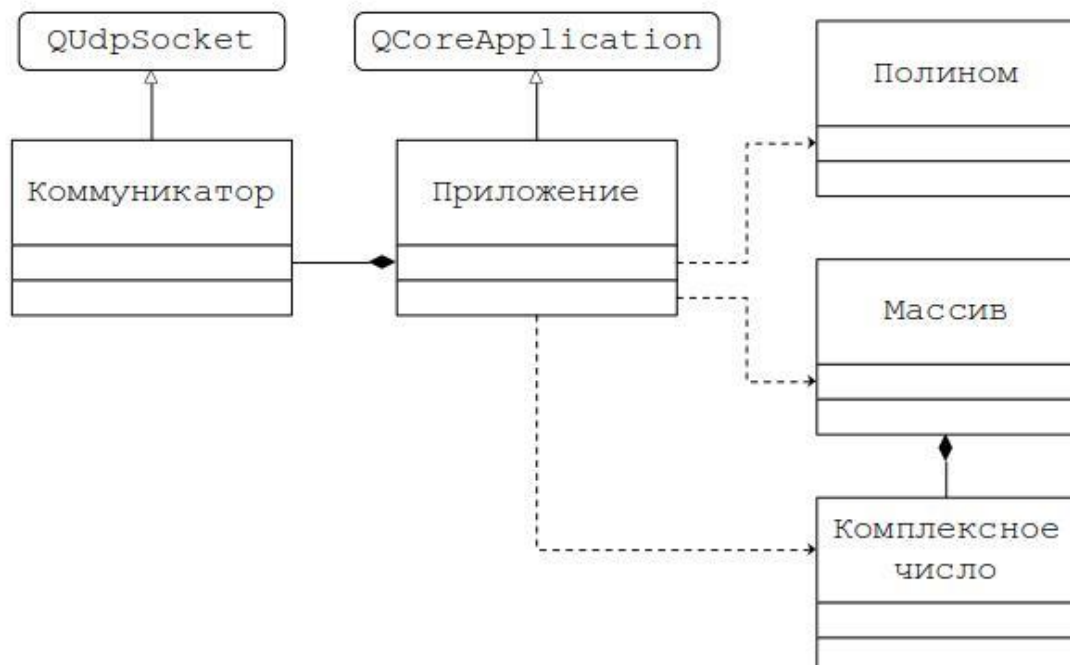 QUdpSocket
QCoreApplication
Полином
Коммуникатор
Приложение
Массив
Комплексное
число